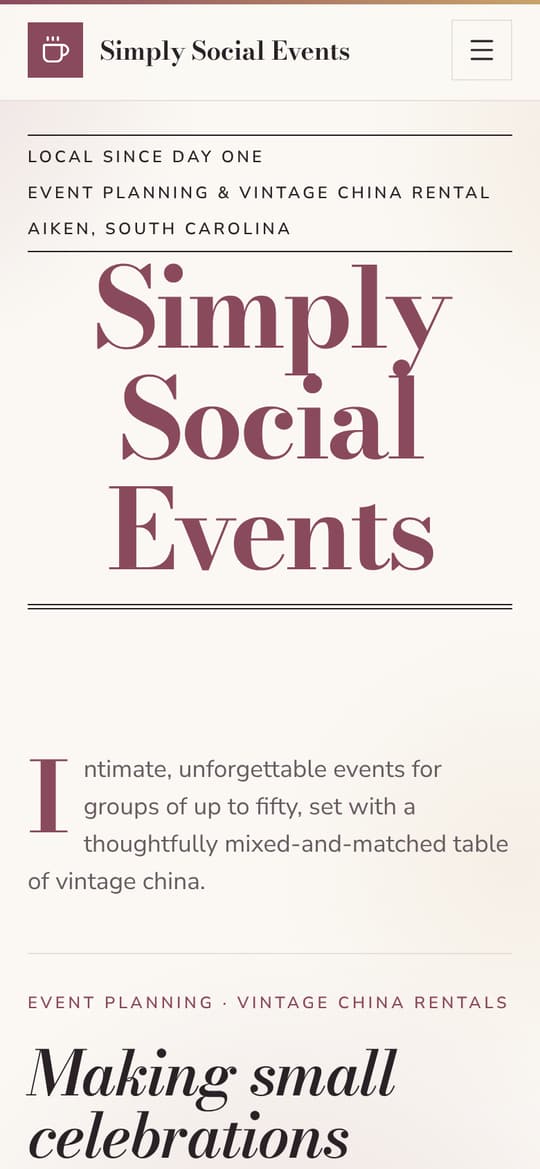 Simply Social Events
LOCAL SINCE DAY ONE
EVENT PLANNING & VINTAGE CHINA RENTAL
AIKEN, SOUTH CAROLINA
Simply
Social
Events
Intimate, unforgettable events for
groups of up to fifty, set with a
thoughtfully mixed-and-matched table
of vintage china.
EVENT PLANNING · VINTAGE CHINA RENTALS
Making small
celebrations